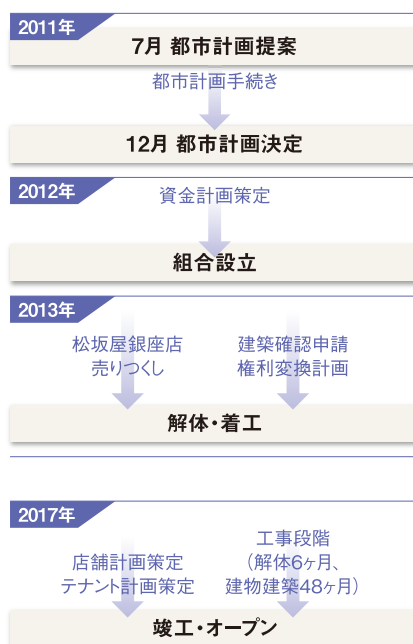 2011年
7月 都市計画提案
都市計画手続き
12月 都市計画決定
2012年
資金計画策定
組合設立
2013年
松坂屋銀座店
売りつくし
建築確認申請
権利変換計画
解体・着工
2017年
店舗計画策定
テナント計画策定
工事段階
(解体6ヶ月、
建物建築48ヶ月)
竣工・オープン